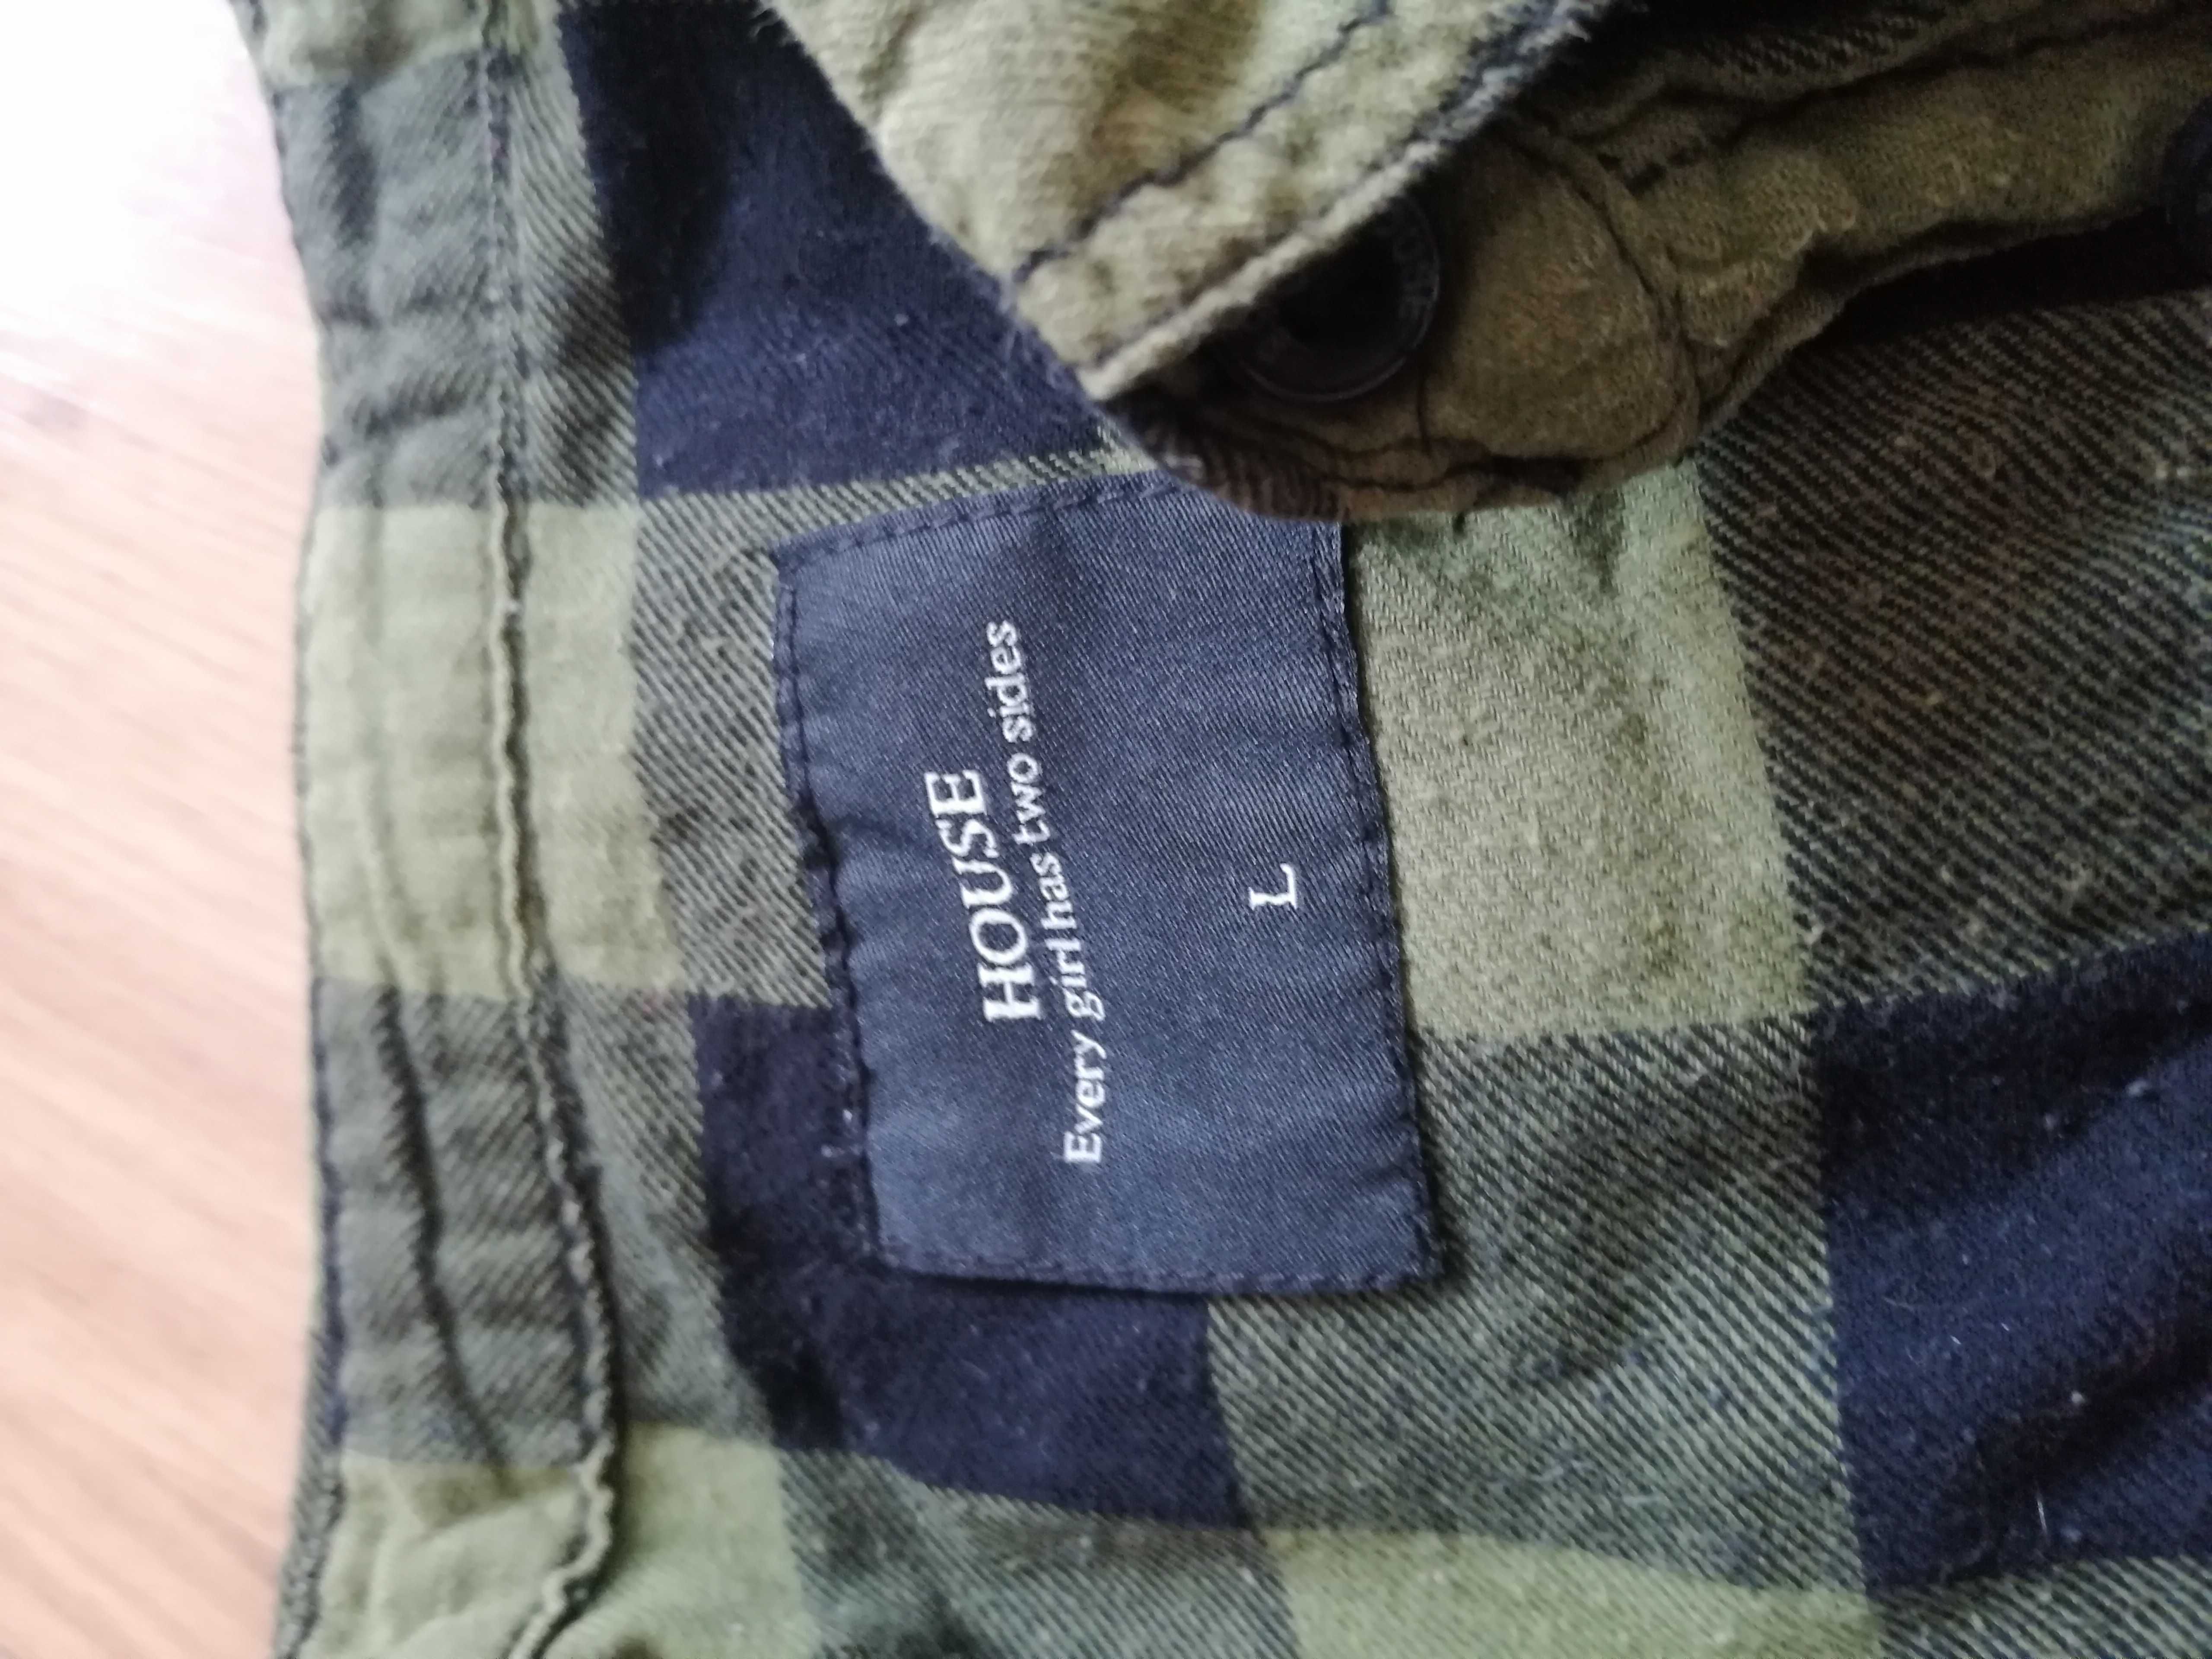 HOUSE
Every girl has two sides
L